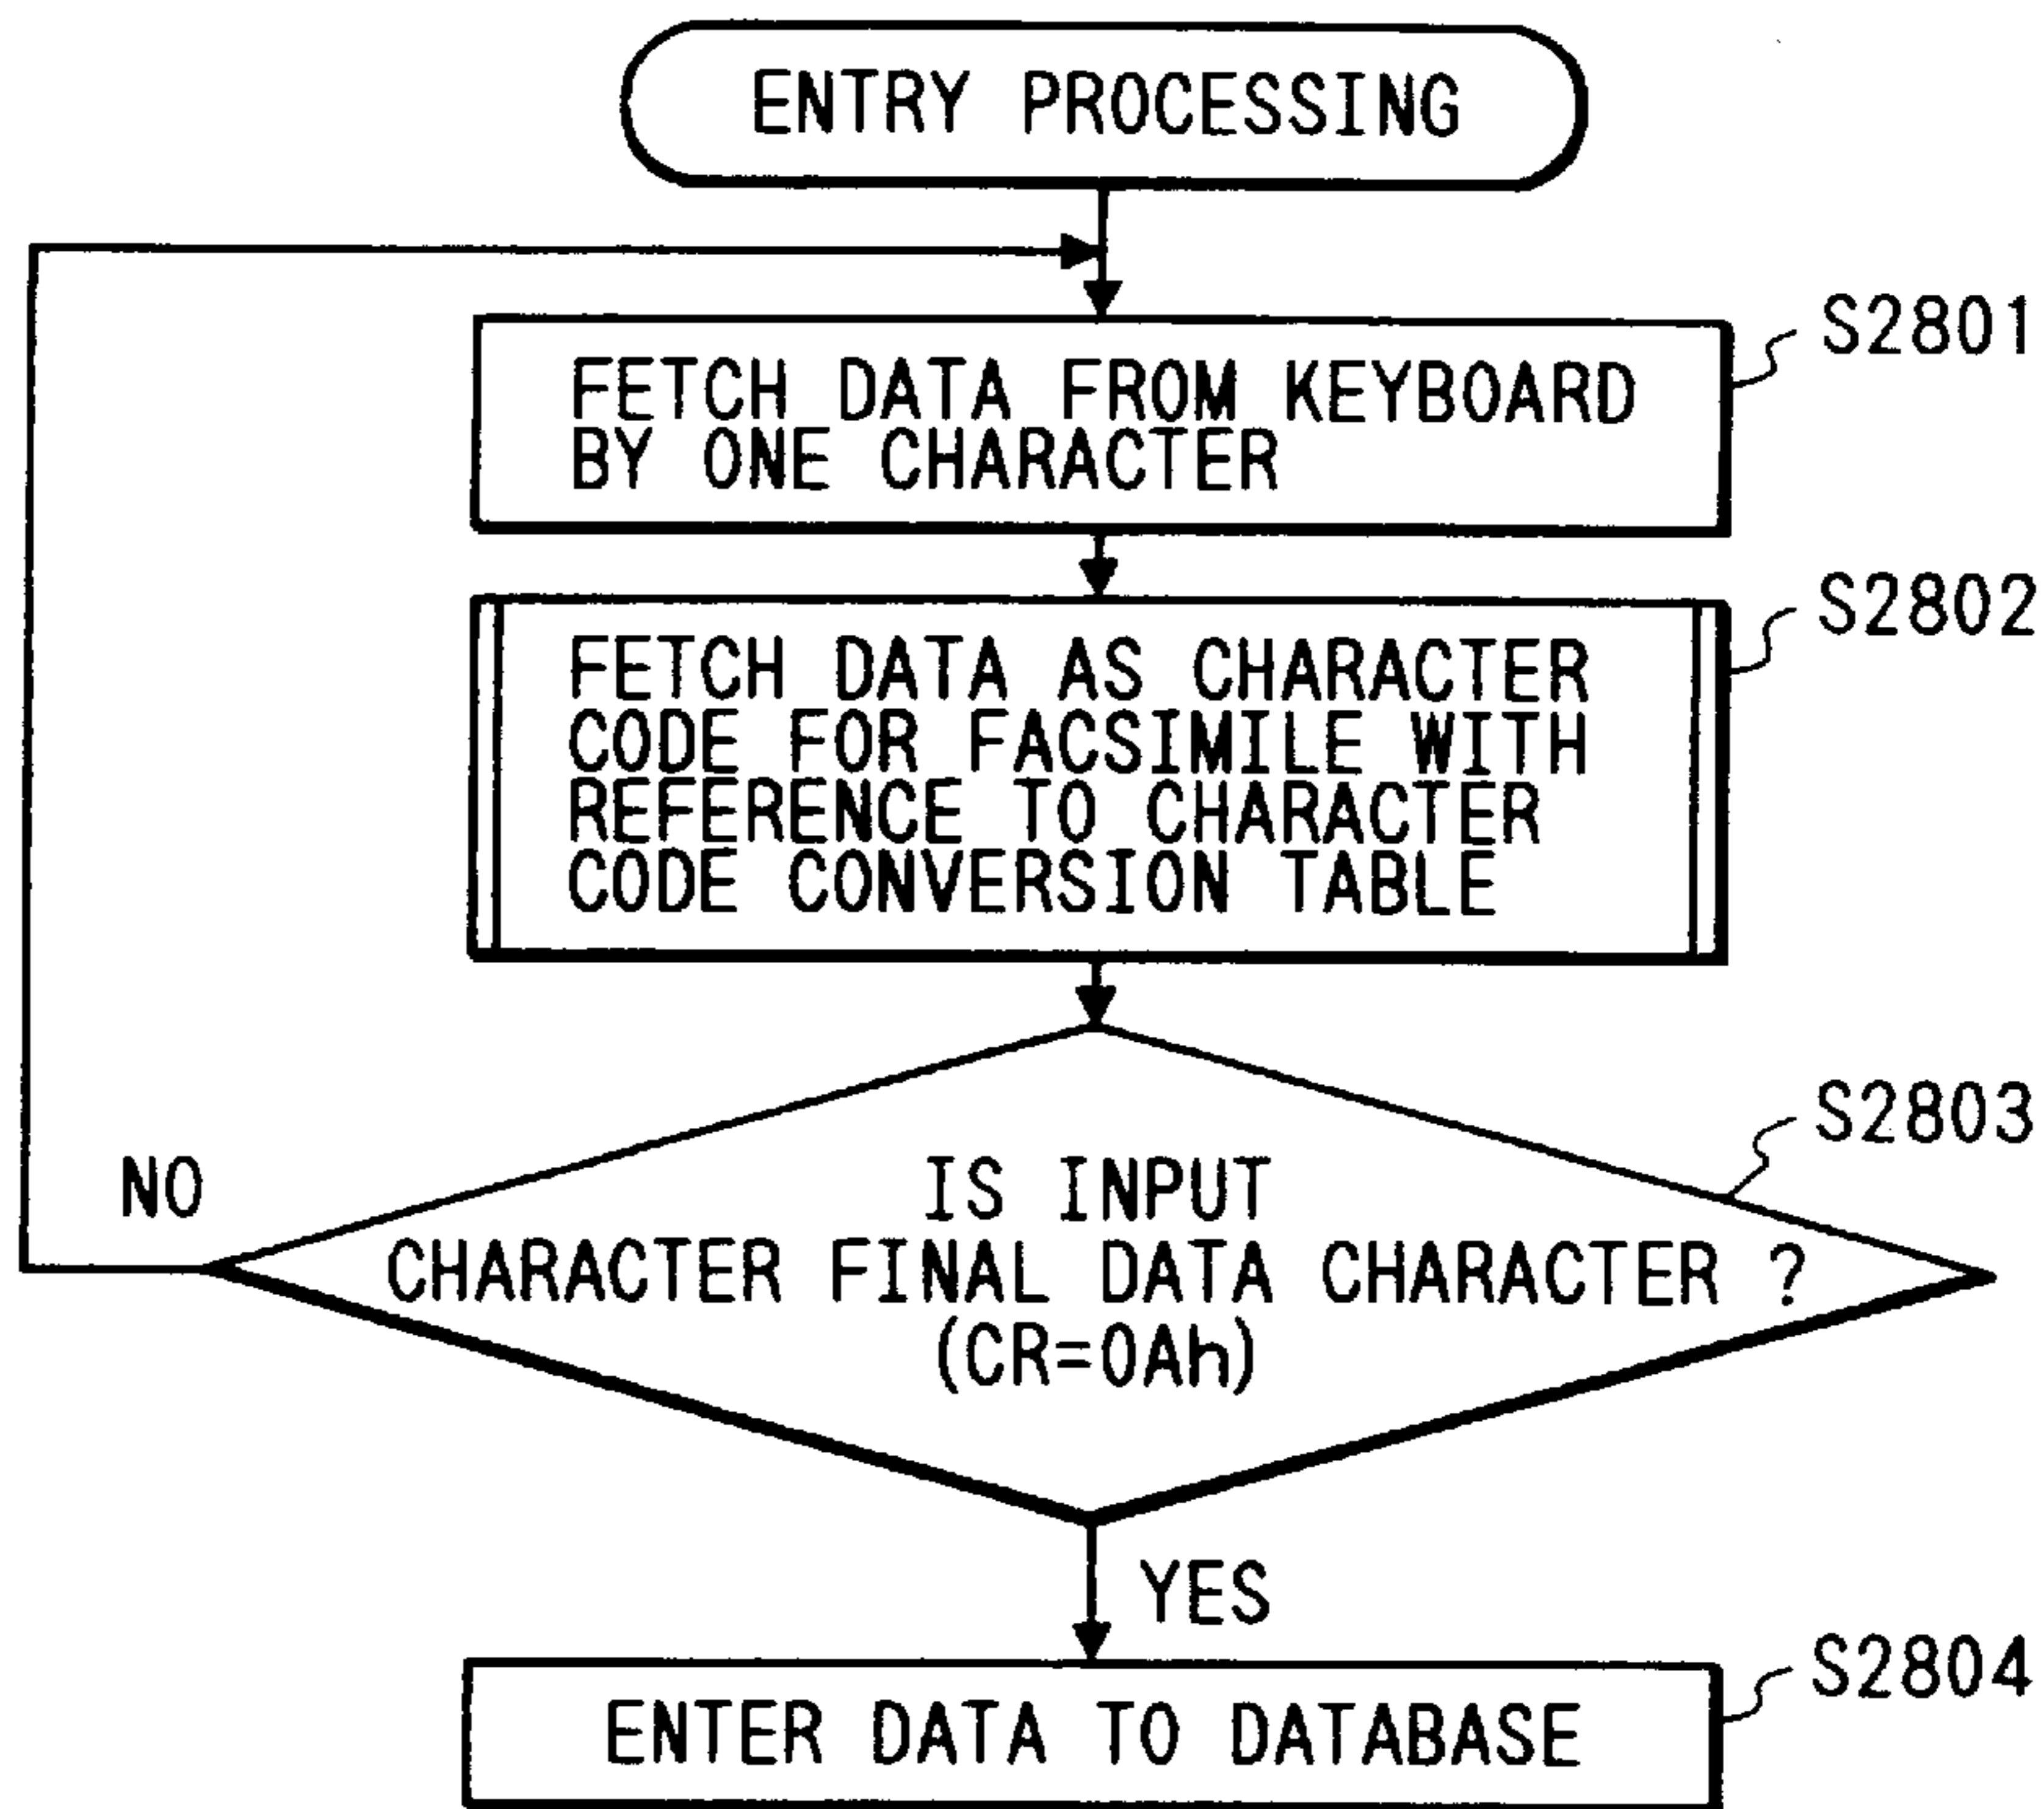 ENTRY PROCESSING
S2801
FETCH DATA FROM KEYBOARD
BY ONE CHARACTER
S2802
FETCH DATA AS CHARACTER
CODE FOR FACSIMILE WITH
REFERENCE TO CHARACTER
CODE CONVERSION TABLE
S2803
NO
IS INPUT
CHARACTER FINAL DATA CHARACTER ?
(CR=0Ah)
YES
S2804
ENTER DATA TO DATABASE